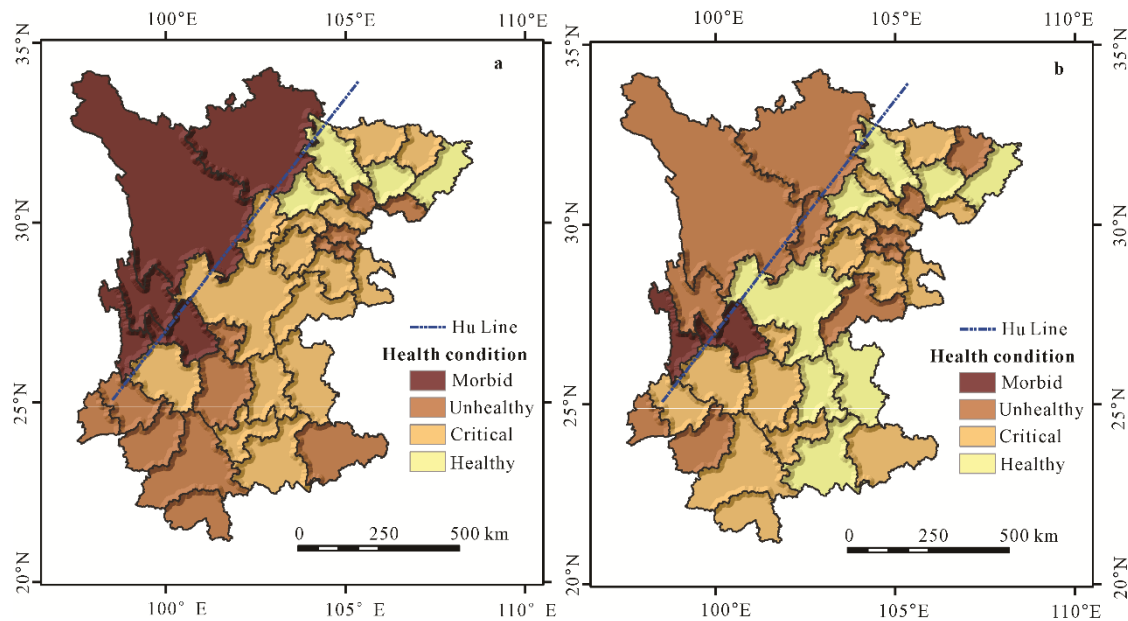 100°E 105°E 110°E 100°E 105°E 110°E
35°N 35°N 35°N
a b
30°N 30°N 30°N
Hu Line Hu Line
Health condition Health condition
Morbid Morbid
25°N Unhealthy 25°N Unhealthy 25°N
Critical Critical
Healthy Healthy
0 250 500 km 0 250 500 km
20°N 20°N 20°N
100° E 105°E 110° E 100°E 105°E 110°E